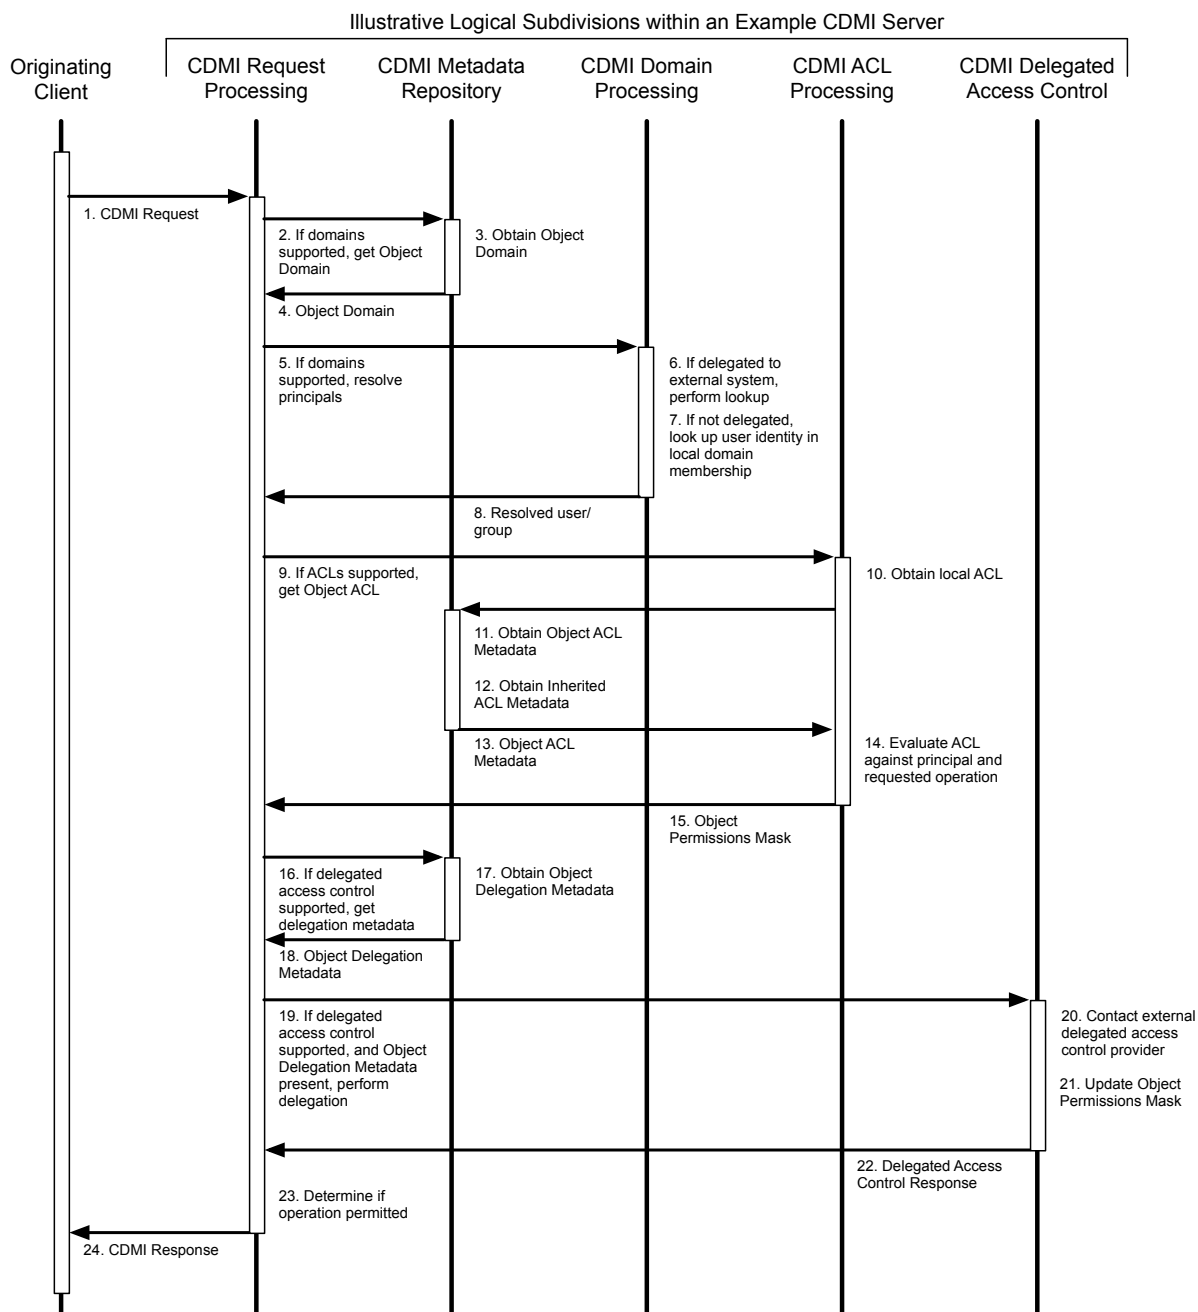 Illustrative Logical Subdivisions within an Example CDMI Server
Originating
Client
CDMI Request
Processing
CDMI Metadata
Repository
CDMI Domain
Processing
CDMI ACL
Processing
CDMI Delegated
Access Control
1. CDMI Request
2. If domains
supported, get Object
Domain
3. Obtain Object
Domain
4. Object Domain
5. If domains
supported, resolve
principals
6. If delegated to
external system,
perform lookup
7. If not delegated,
look up user identity in
local domain
membership
8. Resolved user/
group
9. If ACLs supported,
get Object ACL
10. Obtain local ACL
11. Obtain Object ACL
Metadata
12. Obtain Inherited
ACL Metadata
13. Object ACL
Metadata
14. Evaluate ACL
against principal and
requested operation
15. Object
Permissions Mask
16. If delegated
access control
supported, get
delegation metadata
17. Obtain Object
Delegation Metadata
18. Object Delegation
Metadata
19. If delegated
access control
supported, and Object
Delegation Metadata
present, perform
delegation
20. Contact external
delegated access
control provider
21. Update Object
Permissions Mask
22. Delegated Access
Control Response
23. Determine if
operation permitted
24. CDMI Response